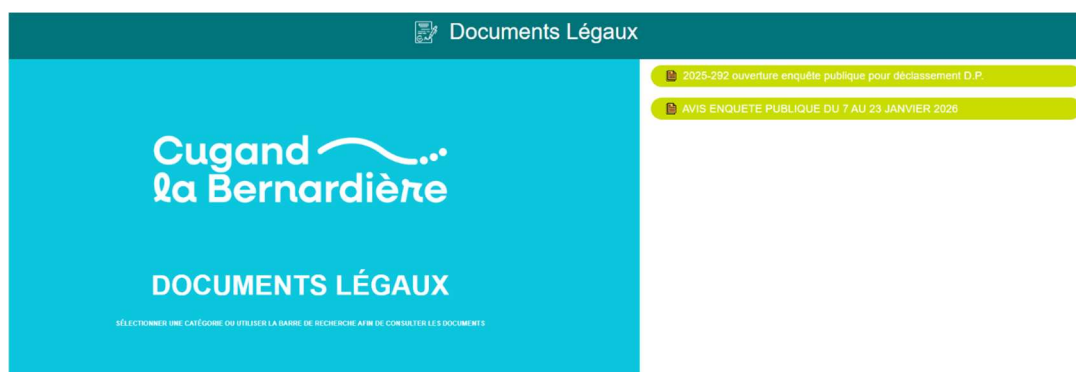 Documents Légaux
2025-292 ouverture enquête publique pour déclassement D.P.
AVIS ENQUETE PUBLIQUE DU 7 AU 23 JANVIER 2026
Cugand
la Bernardière
DOCUMENTS LÉGAUX
SÉLECTIONNER UNE CATÉGORIE OU UTILISER LA BARRE DE RECHERCHE AFIN DE CONSULTER LES DOCUMENTS